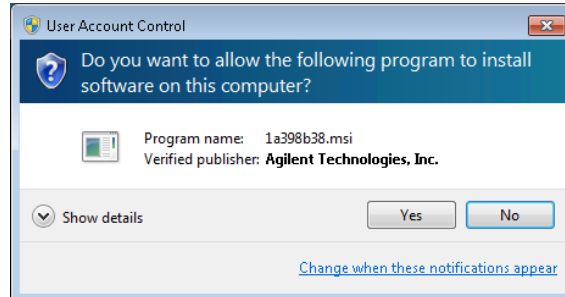 User Account Control
Do you want to allow the following program to install
software on this computer?
Program name: 1a398b38.msi
Verified publisher: Agilent Technologies, Inc.
Show details
Yes
No
Change when these notifications appear